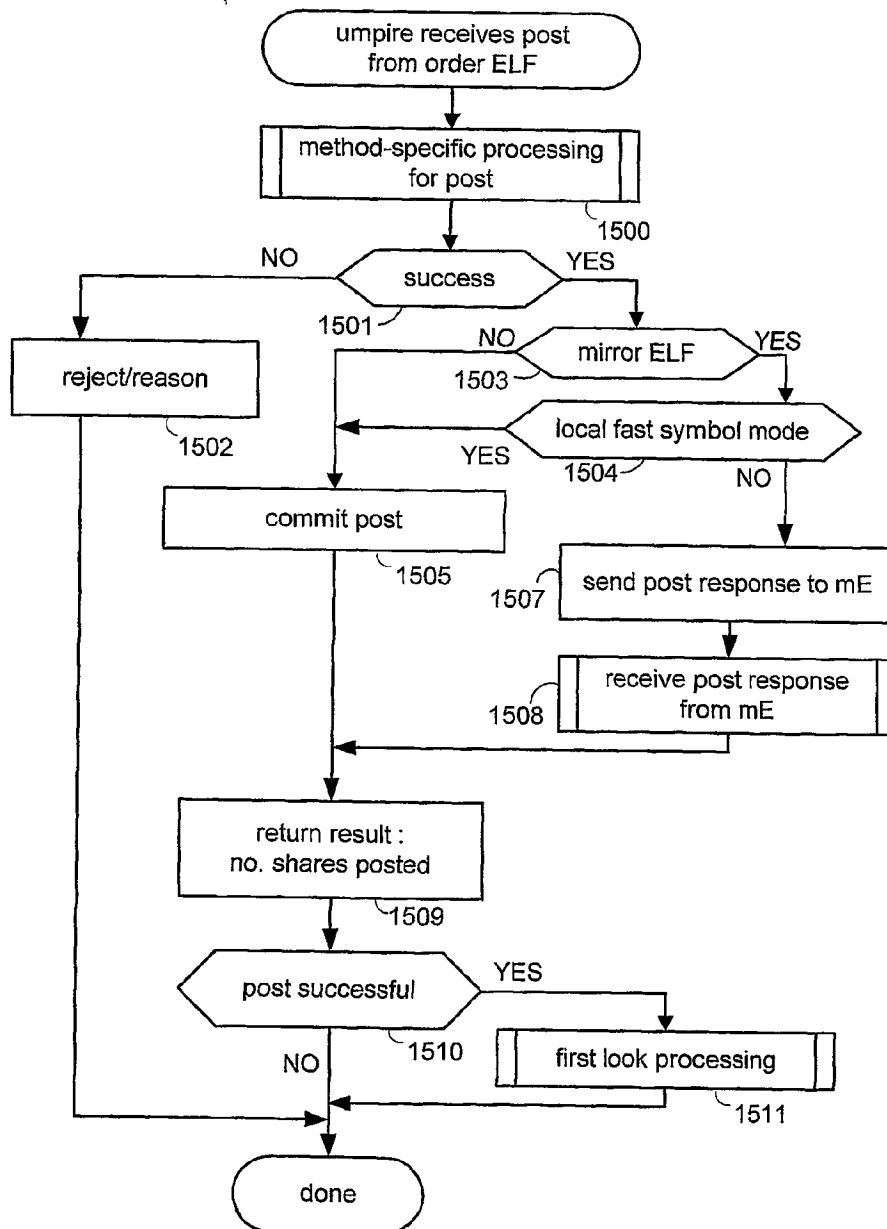 umpire receives post
from order ELF
method-specific processing
for post
1500
NO
YES
success
1501
NO
YES
mirror ELF
1503
reject/reason
1502
local fast symbol mode
YES
1504
NO
commit post
1505
send post response to mE
1507
receive post response
from mE
1508
return result :
no. shares posted
1509
YES
post successful
1510
NO
first look processing
1511
done